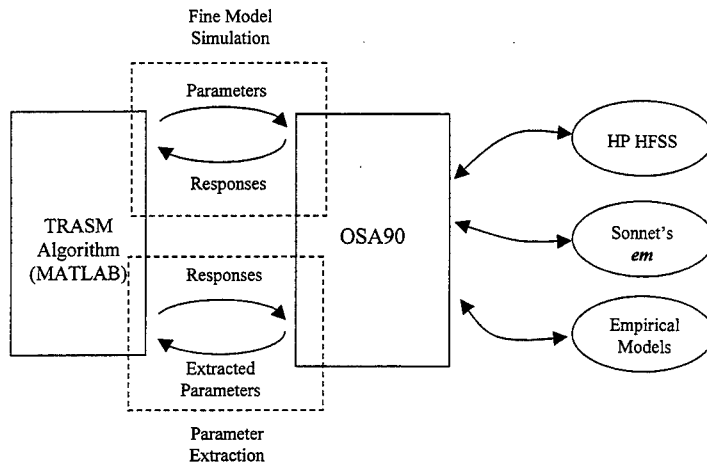 Fine Model
Simulation
Parameters
Responses
TRASM
Algorithm
(MATLAB)
OSA90
Responses
Extracted
Parameters
Parameter
Extraction
HP HFSS
Sonnet's
em
Empirical
Models